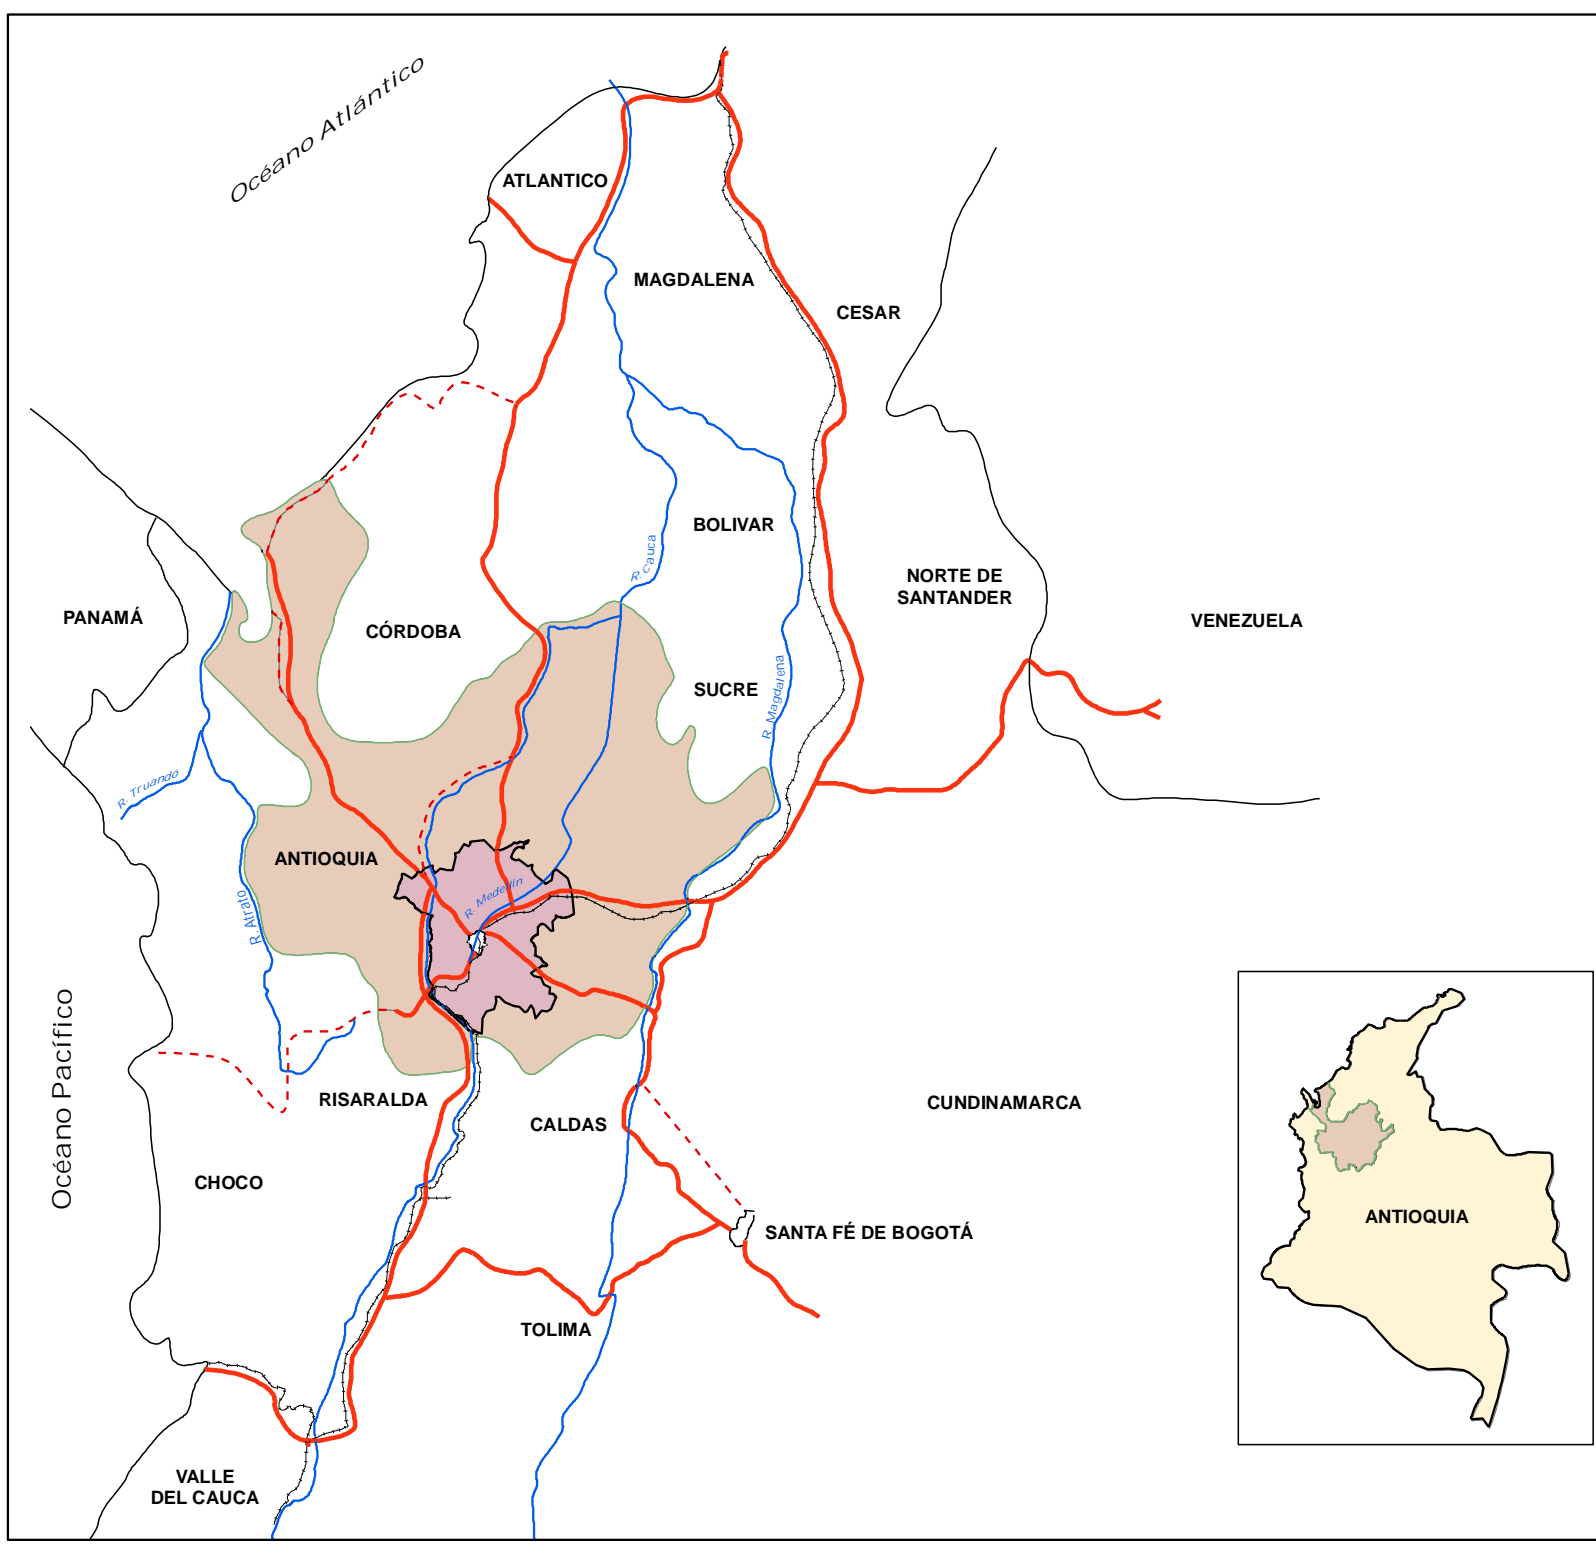 Océano Atlántico
ATLANTICO
MAGDALENA
CESAR
BOLIVAR
R. Cauca
NORTE DE
SANTANDER
PANAMÁ
CÓRDOBA
VENEZUELA
SUCRE
R. Magdalena
R. Truandó
ANTIOQUIA
R. Medellín
R. Atrato
Océano Pacífico
RISARALDA
CALDAS
CUNDINAMARCA
CHOCO
SANTA FÉ DE BOGOTÁ
ANTIOQUIA
TOLIMA
VALLE
DEL CAUCA